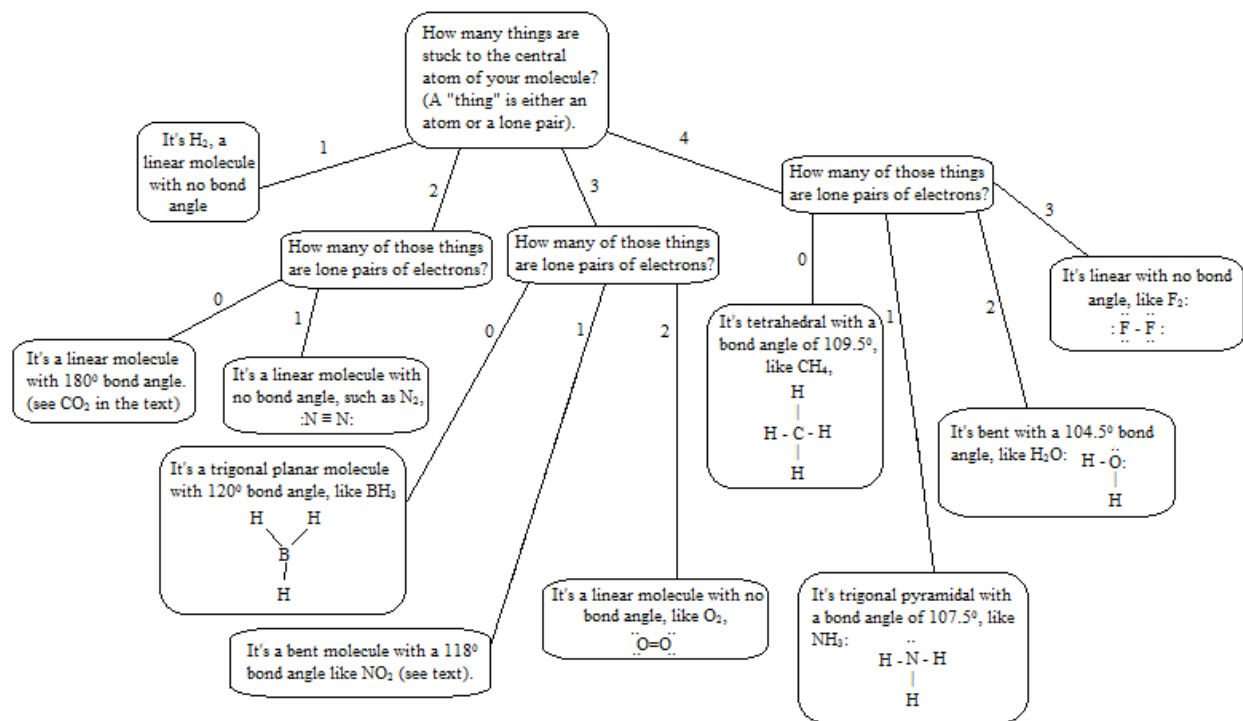 How many things are
stuck to the central
atom of your molecule?
(A "thing" is either an
atom or a lone pair).
It's H₂, a
linear molecule
with no bond
angle
1
2
3
4
How many of those things
are lone pairs of electrons?
How many of those things
are lone pairs of electrons?
How many of those things
are lone pairs of electrons?
0
1
0
1
2
0
1
2
3
It's a linear molecule
with 180⁰ bond angle.
(see CO₂ in the text)
It's a linear molecule with
no bond angle, such as N₂,
:N ≡ N:
It's a trigonal planar molecule
with 120⁰ bond angle, like BH₃
H H
B
H
It's a bent molecule with a 118⁰
bond angle like NO₂ (see text).
It's a linear molecule with no
bond angle, like O₂,
Ö=Ö
It's tetrahedral with a
bond angle of 109.5⁰,
like CH₄,
H
|
H - C - H
|
H
It's trigonal pyramidal with
a bond angle of 107.5⁰, like
NH₃:
H - N̈ - H
|
H
It's bent with a 104.5⁰ bond
angle, like H₂O:
H - Ö:
|
H
It's linear with no bond
angle, like F₂:
: F - F :